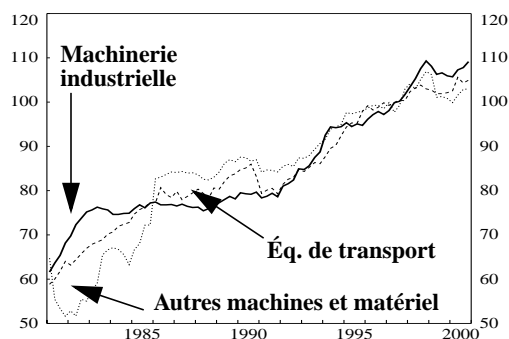 120 120
Machinerie
industrielle
110 110
100 100
90 90
80 80
70 70
Éq. de transport
60 60
Autres machines et matériel
50 50
1985 1990 1995 2000